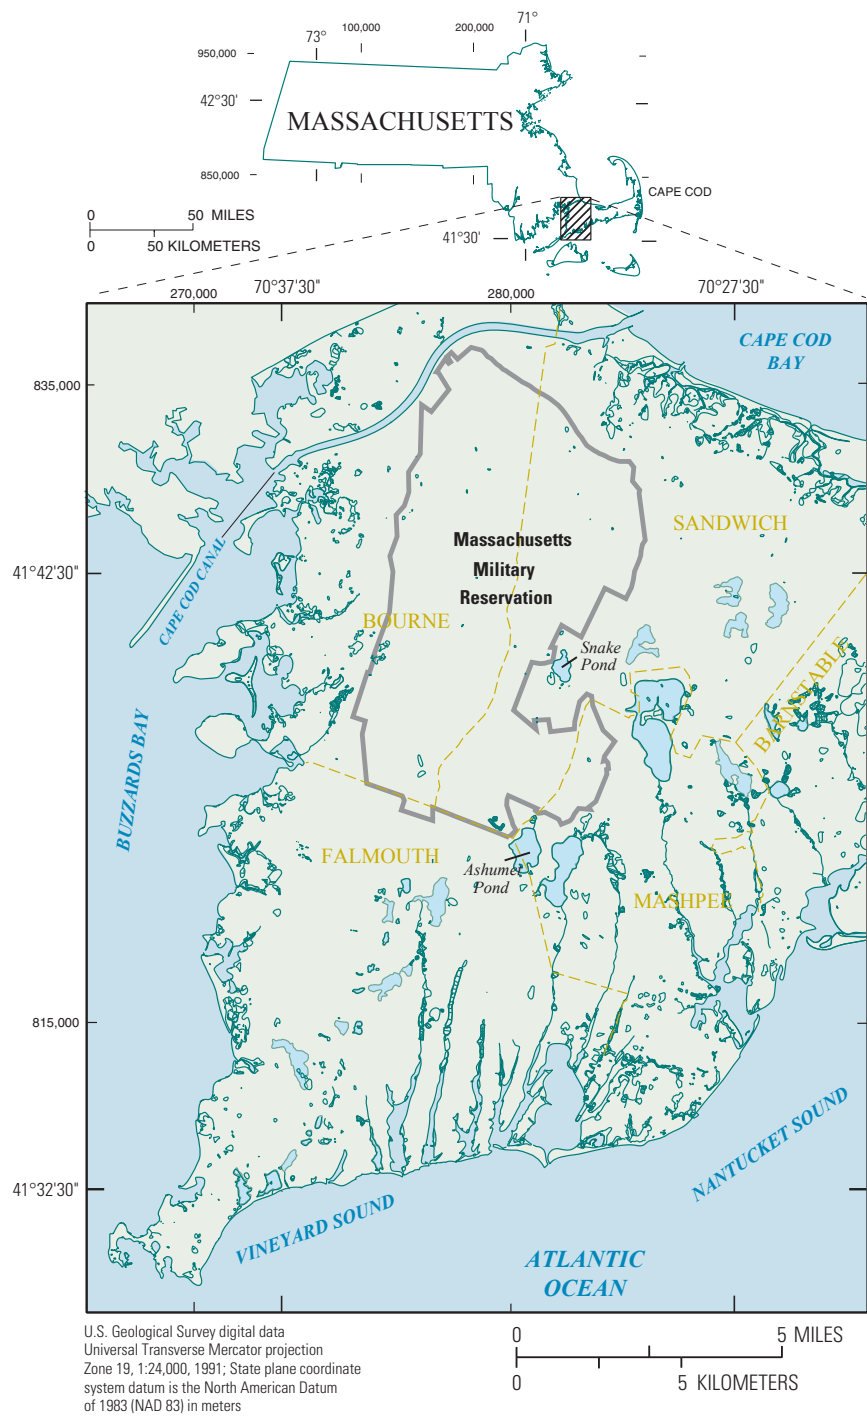 73°
100,000
200,000
71°
950,000
42°30'
MASSACHUSETTS
850,000
CAPE COD
0 50 MILES
0 50 KILOMETERS
41°30'
270,000
70°37'30"
280,000
70°27'30"
CAPE COD
BAY
835,000
SANDWICH
Massachusetts
Military
Reservation
41°42'30"
CAPE COD CANAL
BOURNE
Snake
Pond
BARNSTABLE
BUZZARDS BAY
FALMOUTH
Ashumet
Pond
MASHPEE
815,000
NANTUCKET SOUND
41°32'30"
VINEYARD SOUND
ATLANTIC
OCEAN
U.S. Geological Survey digital data
Universal Transverse Mercator projection
Zone 19, 1:24,000, 1991; State plane coordinate
system datum is the North American Datum
of 1983 (NAD 83) in meters
0 5 MILES
0 5 KILOMETERS